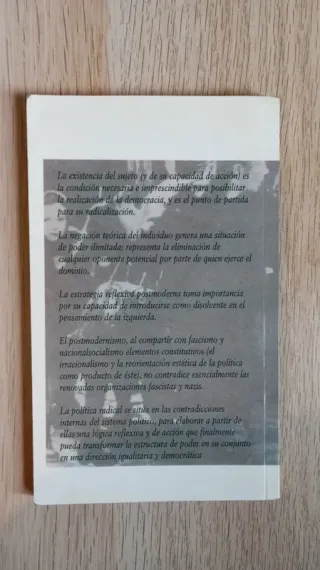 La existencia del sujeto (y de su capacidad de acción) es
la condición necesaria e imprescindible para posibilitar
la realización de la democracia, y es el punto de partida
para su radicalización.
La negación teórica del individuo genera una situación
de poder ilimitada; representa la eliminación de
cualquier oponente potencial por parte de quien ejerce el
dominio.
La estrategia reflexiva postmoderna toma importancia
por su capacidad de introducirse como disolvente en el
pensamiento de la izquierda.
El postmodernismo, al compartir con fascismo y
nacionalsocialismo elementos constitutivos (el
irracionalismo y la reorientación estética de la política
como producto de éste), no contradice esencialmente las
renovadas organizaciones fascistas y nazis.
La política radical se sitúa en las contradicciones
internas del sistema político, para elaborar a partir de
ellas una lógica reflexiva y de acción que finalmente
pueda transformar la estructura de poder en su conjunto
en una dirección igualitaria y democrática